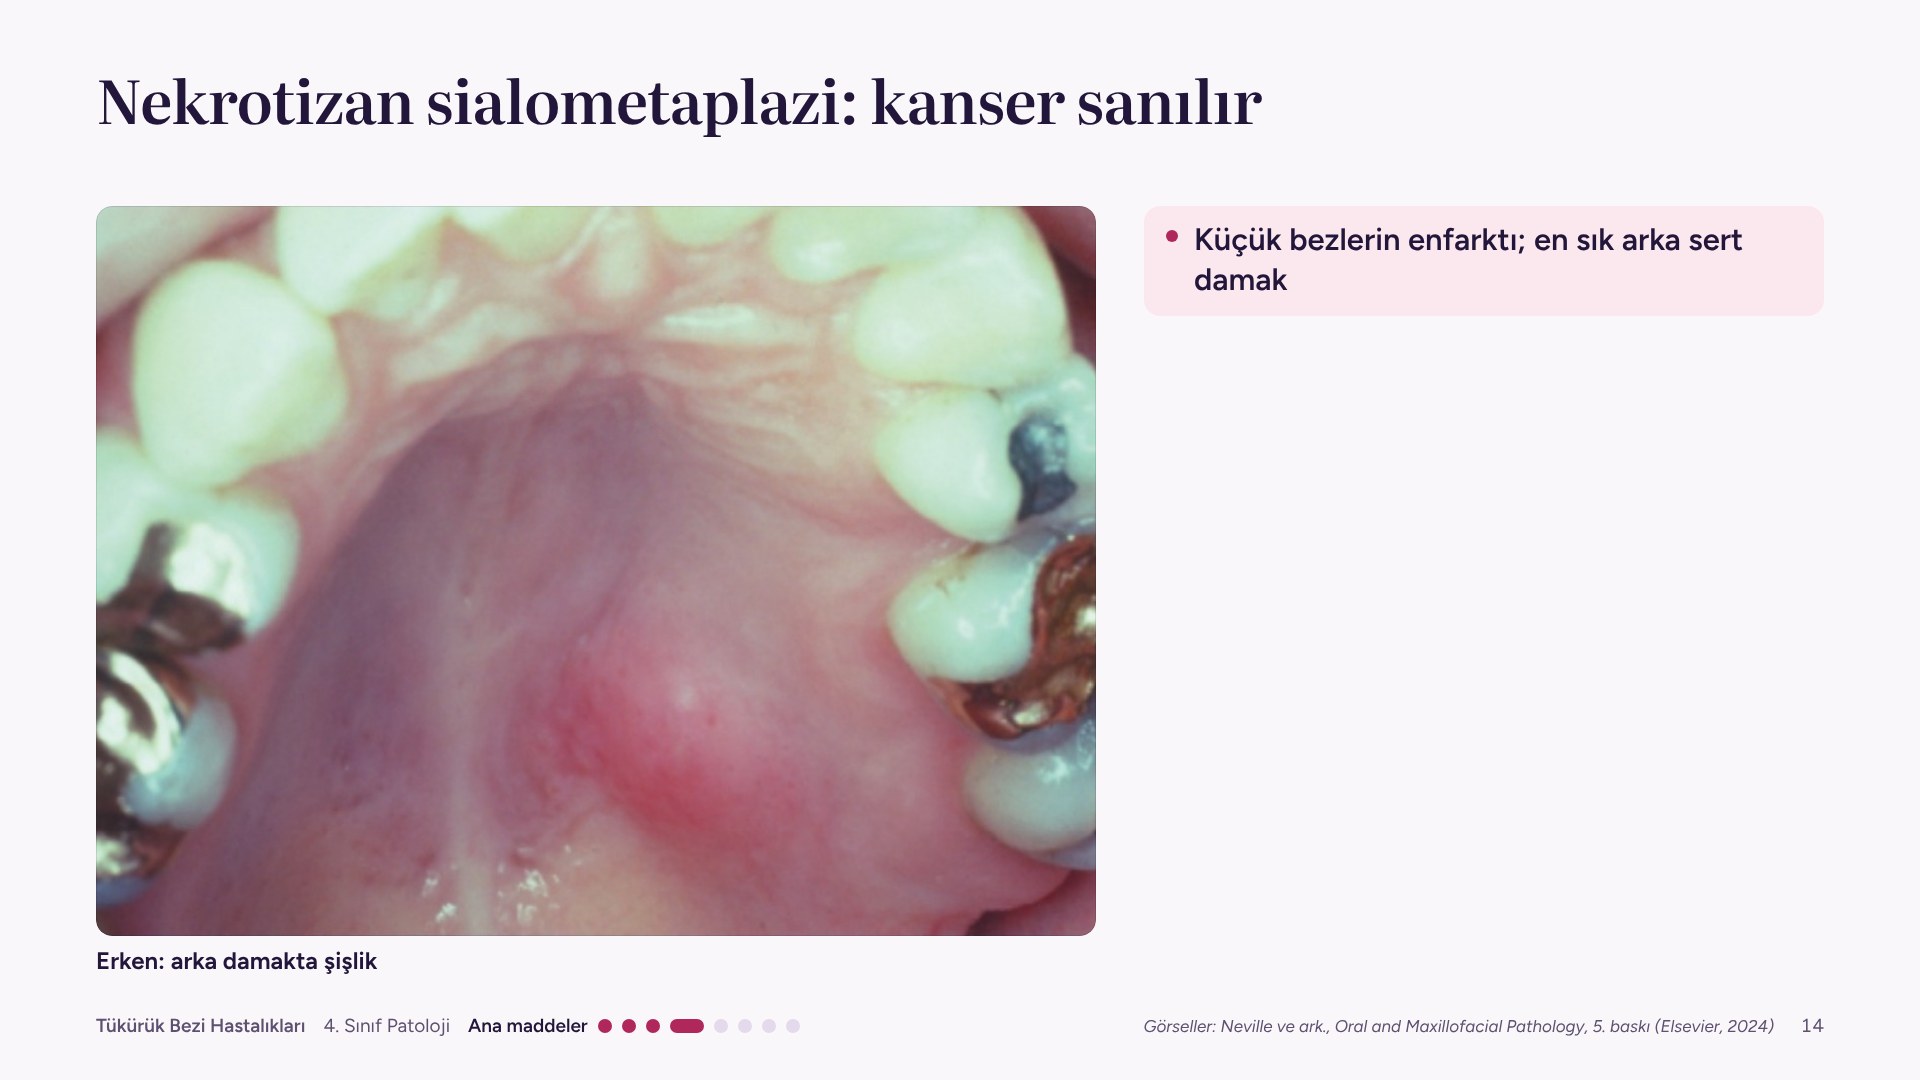 Nekrotizan sialometaplazi: kanser sanılır
Küçük bezlerin enfarktı; en sık arka sert
damak
Erken: arka damakta şişlik
Tükürük Bezi Hastalıkları 4. Sınıf Patoloji Ana maddeler
Görseller: Neville ve ark., Oral and Maxillofacial Pathology, 5. baskı (Elsevier, 2024) 14